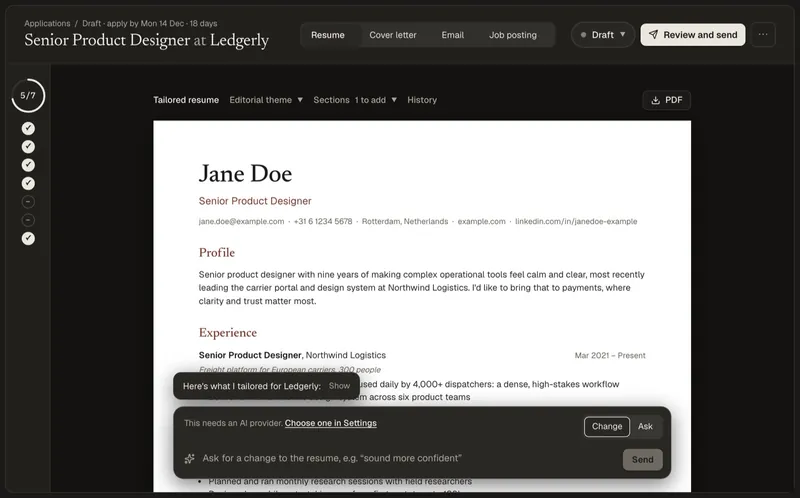 Applications / Draft · apply by Mon 14 Dec · 18 days
Senior Product Designer at Ledgerly
Resume
Cover letter
Email
Job posting
Draft
Review and send
5/7
Tailored resume
Editorial theme
Sections 1 to add
History
PDF
Jane Doe
Senior Product Designer
jane.doe@example.com · +31 6 1234 5678 · Rotterdam, Netherlands · example.com · linkedin.com/in/janedoe-example
Profile
Senior product designer with nine years of making complex operational tools feel calm and clear, most recently
leading the carrier portal and design system at Northwind Logistics. I'd like to bring that to payments, where
clarity and trust matter most.
Experience
Senior Product Designer, Northwind Logistics
Mar 2021 – Present
Freight platform for European carriers, 300 people
Here's what I tailored for Ledgerly: Show
used daily by 4,000+ dispatchers: a dense, high-stakes workflow
across six product teams
This needs an AI provider. Choose one in Settings
Change
Ask
Ask for a change to the resume, e.g. “sound more confident”
Send
Planned and ran monthly research sessions with field researchers